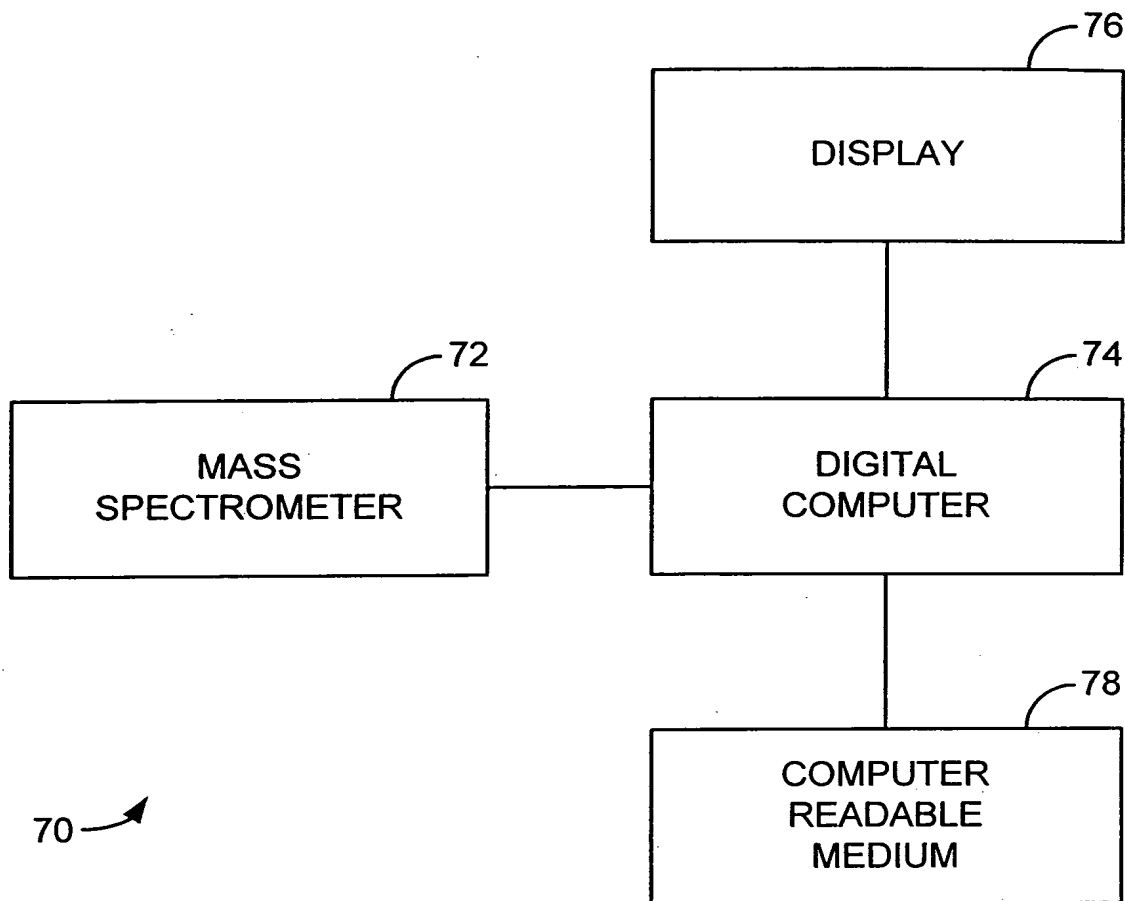 76
DISPLAY
72
74
MASS
SPECTROMETER
DIGITAL
COMPUTER
78
COMPUTER
READABLE
MEDIUM
70